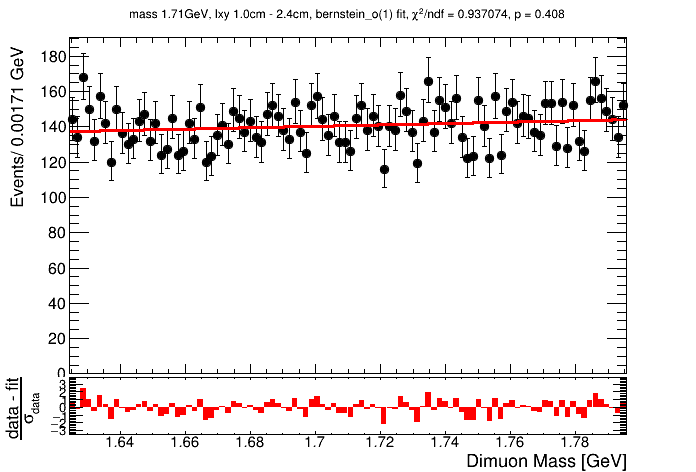 mass 1.71GeV, lxy 1.0cm - 2.4cm, bernstein_o(1) fit, χ²/ndf = 0.937074, p = 0.408
Events/ 0.00171 GeV
180
160
140
120
100
80
60
40
20
0
data - fit
σdata
3
2
1
0
−1
−2
−3
1.64 1.66 1.68 1.7 1.72 1.74 1.76 1.78
Dimuon Mass [GeV]